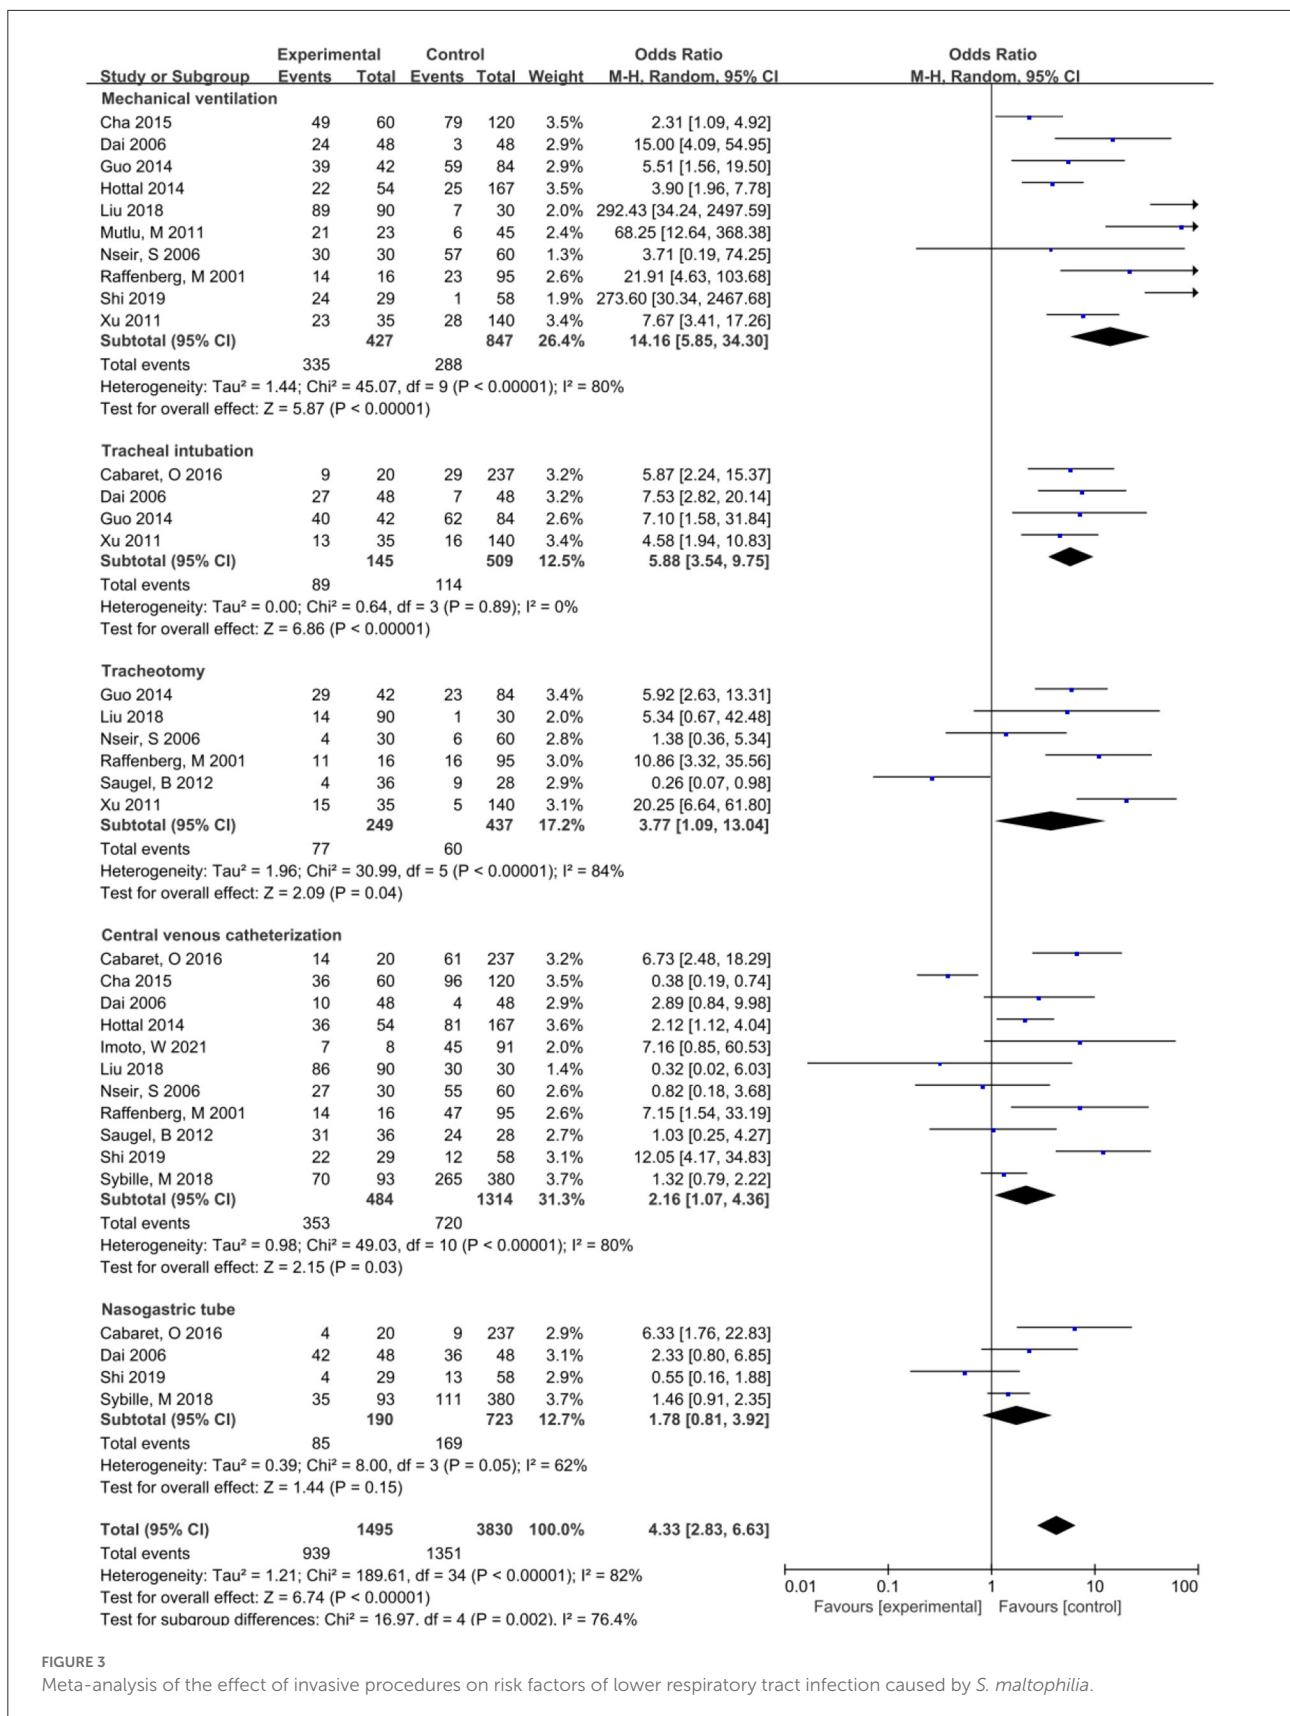 Experimental Control Odds Ratio Odds Ratio
Study or Subgroup Events Total Events Total Weight M-H, Random, 95% CI M-H, Random, 95% CI
Mechanical ventilation
Cha 2015 49 60 79 120 3.5% 2.31 [1.09, 4.92]
Dai 2006 24 48 3 48 2.9% 15.00 [4.09, 54.95]
Guo 2014 39 42 59 84 2.9% 5.51 [1.56, 19.50]
Hottal 2014 22 54 25 167 3.5% 3.90 [1.96, 7.78]
Liu 2018 89 90 7 30 2.0% 292.43 [34.24, 2497.59]
Mutlu, M 2011 21 23 6 45 2.4% 68.25 [12.64, 368.38]
Nseir, S 2006 30 30 57 60 1.3% 3.71 [0.19, 74.25]
Raffenberg, M 2001 14 16 23 95 2.6% 21.91 [4.63, 103.68]
Shi 2019 24 29 1 58 1.9% 273.60 [30.34, 2467.68]
Xu 2011 23 35 28 140 3.4% 7.67 [3.41, 17.26]
Subtotal (95% CI) 427 847 26.4% 14.16 [5.85, 34.30]
Total events 335 288
Heterogeneity: Tau² = 1.44; Chi² = 45.07, df = 9 (P < 0.00001); I² = 80%
Test for overall effect: Z = 5.87 (P < 0.00001)
Tracheal intubation
Cabaret, O 2016 9 20 29 237 3.2% 5.87 [2.24, 15.37]
Dai 2006 27 48 7 48 3.2% 7.53 [2.82, 20.14]
Guo 2014 40 42 62 84 2.6% 7.10 [1.58, 31.84]
Xu 2011 13 35 16 140 3.4% 4.58 [1.94, 10.83]
Subtotal (95% CI) 145 509 12.5% 5.88 [3.54, 9.75]
Total events 89 114
Heterogeneity: Tau² = 0.00; Chi² = 0.64, df = 3 (P = 0.89); I² = 0%
Test for overall effect: Z = 6.86 (P < 0.00001)
Tracheotomy
Guo 2014 29 42 23 84 3.4% 5.92 [2.63, 13.31]
Liu 2018 14 90 1 30 2.0% 5.34 [0.67, 42.48]
Nseir, S 2006 4 30 6 60 2.8% 1.38 [0.36, 5.34]
Raffenberg, M 2001 11 16 16 95 3.0% 10.86 [3.32, 35.56]
Saugel, B 2012 4 36 9 28 2.9% 0.26 [0.07, 0.98]
Xu 2011 15 35 5 140 3.1% 20.25 [6.64, 61.80]
Subtotal (95% CI) 249 437 17.2% 3.77 [1.09, 13.04]
Total events 77 60
Heterogeneity: Tau² = 1.96; Chi² = 30.99, df = 5 (P < 0.00001); I² = 84%
Test for overall effect: Z = 2.09 (P = 0.04)
Central venous catheterization
Cabaret, O 2016 14 20 61 237 3.2% 6.73 [2.48, 18.29]
Cha 2015 36 60 96 120 3.5% 0.38 [0.19, 0.74]
Dai 2006 10 48 4 48 2.9% 2.89 [0.84, 9.98]
Hottal 2014 36 54 81 167 3.6% 2.12 [1.12, 4.04]
Imoto, W 2021 7 8 45 91 2.0% 7.16 [0.85, 60.53]
Liu 2018 86 90 30 30 1.4% 0.32 [0.02, 6.03]
Nseir, S 2006 27 30 55 60 2.6% 0.82 [0.18, 3.68]
Raffenberg, M 2001 14 16 47 95 2.6% 7.15 [1.54, 33.19]
Saugel, B 2012 31 36 24 28 2.7% 1.03 [0.25, 4.27]
Shi 2019 22 29 12 58 3.1% 12.05 [4.17, 34.83]
Sybille, M 2018 70 93 265 380 3.7% 1.32 [0.79, 2.22]
Subtotal (95% CI) 484 1314 31.3% 2.16 [1.07, 4.36]
Total events 353 720
Heterogeneity: Tau² = 0.98; Chi² = 49.03, df = 10 (P < 0.00001); I² = 80%
Test for overall effect: Z = 2.15 (P = 0.03)
Nasogastric tube
Cabaret, O 2016 4 20 9 237 2.9% 6.33 [1.76, 22.83]
Dai 2006 42 48 36 48 3.1% 2.33 [0.80, 6.85]
Shi 2019 4 29 13 58 2.9% 0.55 [0.16, 1.88]
Sybille, M 2018 35 93 111 380 3.7% 1.46 [0.91, 2.35]
Subtotal (95% CI) 190 723 12.7% 1.78 [0.81, 3.92]
Total events 85 169
Heterogeneity: Tau² = 0.39; Chi² = 8.00, df = 3 (P = 0.05); I² = 62%
Test for overall effect: Z = 1.44 (P = 0.15)
Total (95% CI) 1495 3830 100.0% 4.33 [2.83, 6.63]
Total events 939 1351
Heterogeneity: Tau² = 1.21; Chi² = 189.61, df = 34 (P < 0.00001); I² = 82%
Test for overall effect: Z = 6.74 (P < 0.00001)
Test for subgroup differences: Chi² = 16.97, df = 4 (P = 0.002), I² = 76.4%
0.01 0.1 1 10 100
Favours [experimental] Favours [control]
FIGURE 3
Meta-analysis of the effect of invasive procedures on risk factors of lower respiratory tract infection caused by S. maltophilia.